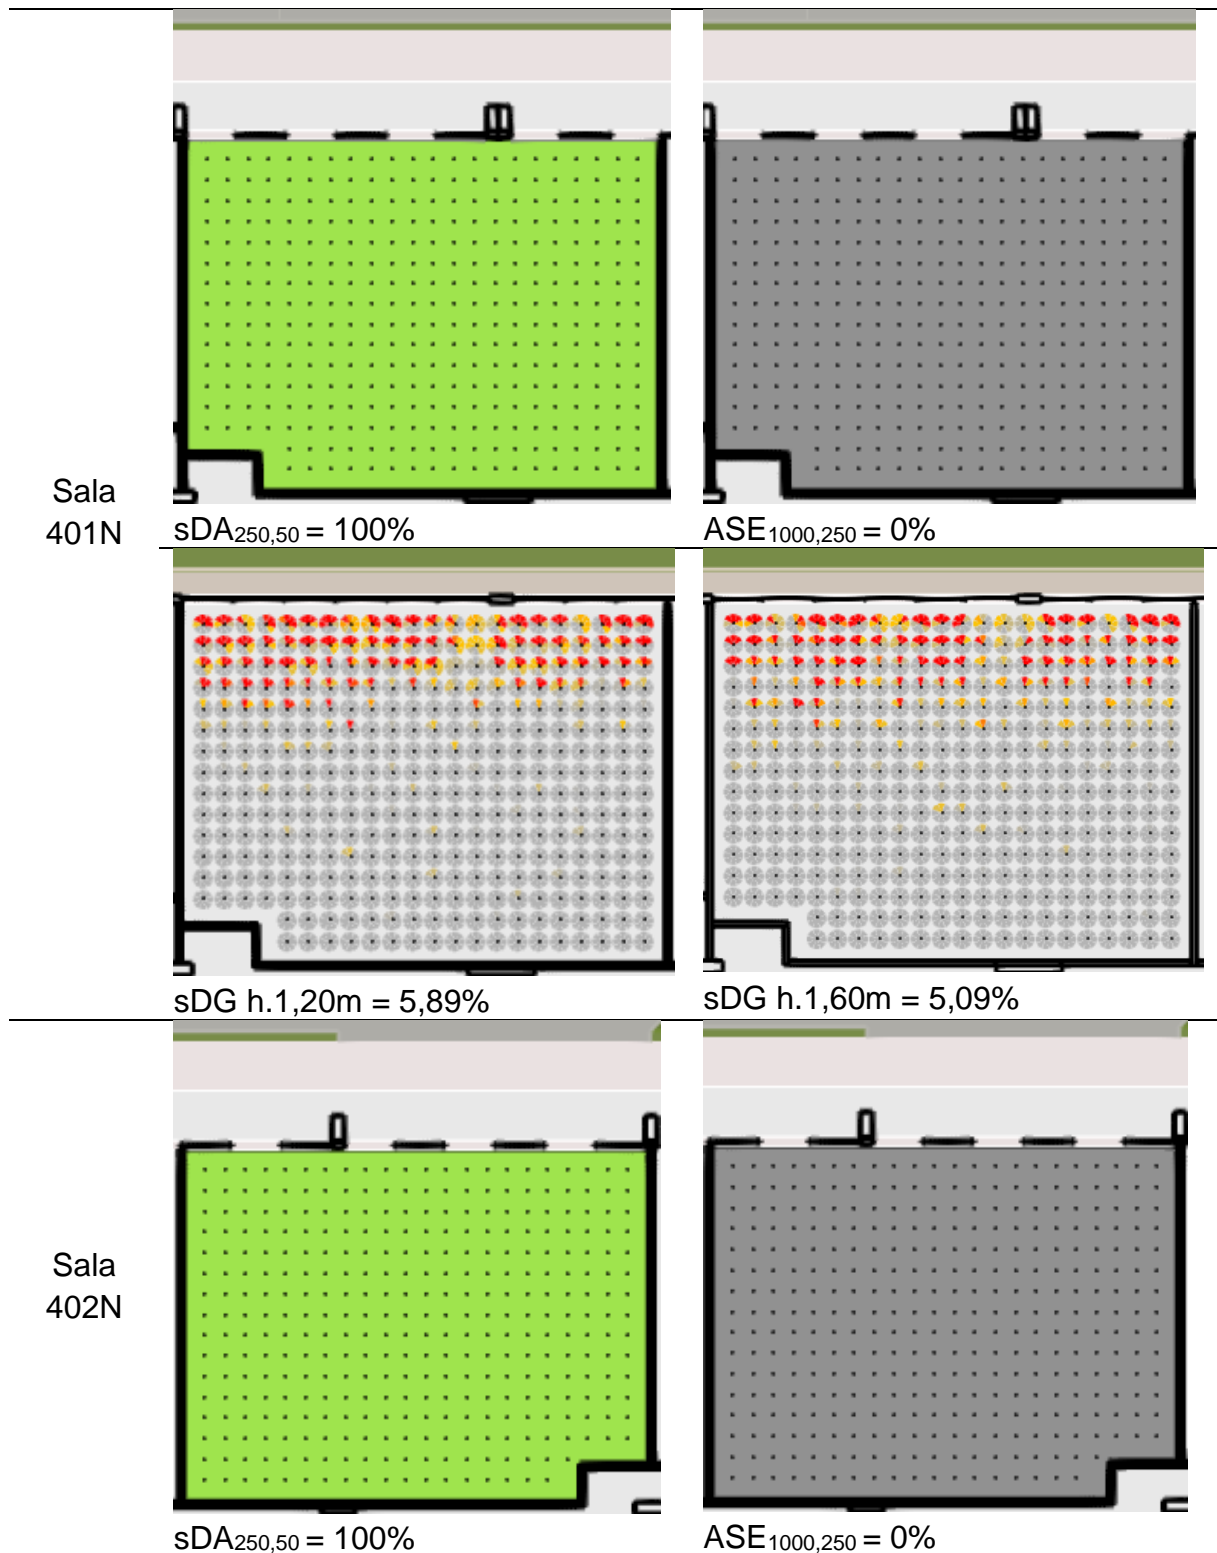 Sala
401N
sDA250,50 = 100%
ASE1000,250 = 0%
sDG h.1,20m = 5,89%
sDG h.1,60m = 5,09%
Sala
402N
sDA250,50 = 100%
ASE1000,250 = 0%